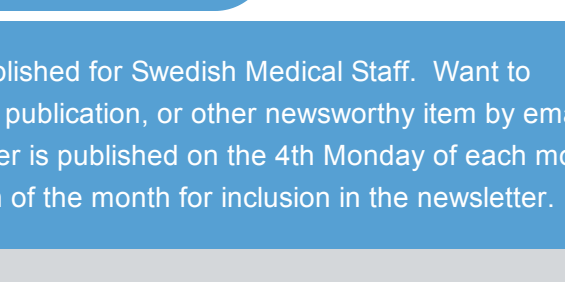 blished for Swedish Medical Staff.  Want to
publication, or other newsworthy item by ema
er is published on the 4th Monday of each mo
of the month for inclusion in the newsletter.